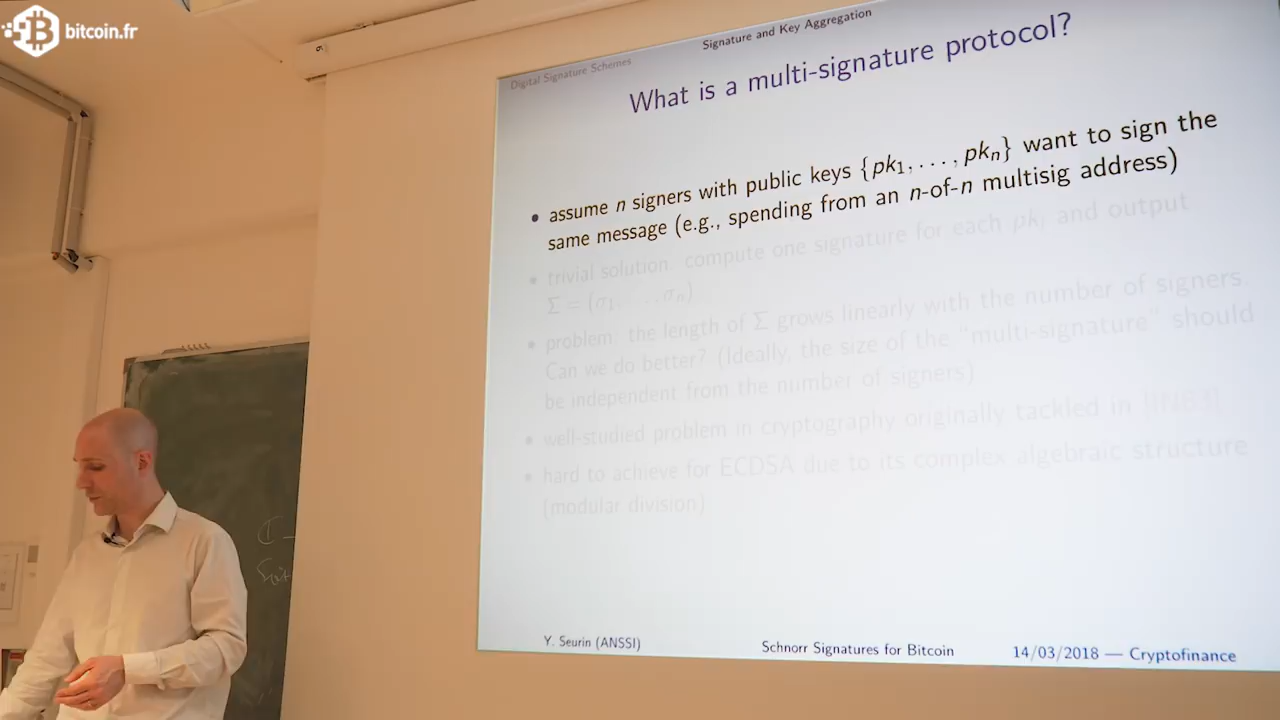 bitcoin.fr
Digital Signature Schemes
Signature and Key Aggregation
What is a multi-signature protocol?
• assume n signers with public keys {pk₁, . . . , pkₙ} want to sign the
same message (e.g., spending from an n-of-n multisig address)
• trivial solution: compute one signature for each pkᵢ and output
Σ = (σ₁, . . . , σₙ)
• problem: the length of Σ grows linearly with the number of signers.
Can we do better? (Ideally, the size of the “multi-signature” should
be independent from the number of signers)
• well-studied problem in cryptography originally tackled in
• hard to achieve for ECDSA due to its complex algebraic structure
(modular division)
Y. Seurin (ANSSI)
Schnorr Signatures for Bitcoin
14/03/2018 — Cryptofinance